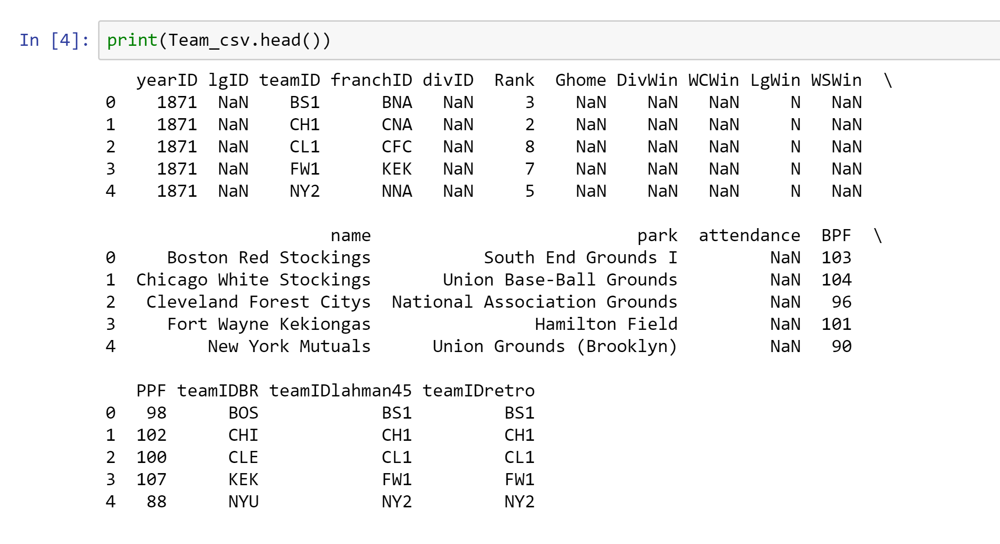 In [4]: print(Team_csv.head())
yearID lgID teamID franchID divID Rank Ghome DivWin WCWin LgWin WSWin \
0 1871 NaN BS1 BNA NaN 3 NaN NaN NaN N NaN
1 1871 NaN CH1 CNA NaN 2 NaN NaN NaN N NaN
2 1871 NaN CL1 CFC NaN 8 NaN NaN NaN N NaN
3 1871 NaN FW1 KEK NaN 7 NaN NaN NaN N NaN
4 1871 NaN NY2 NNA NaN 5 NaN NaN NaN N NaN
name park attendance BPF \
0 Boston Red Stockings South End Grounds I NaN 103
1 Chicago White Stockings Union Base-Ball Grounds NaN 104
2 Cleveland Forest Citys National Association Grounds NaN 96
3 Fort Wayne Kekiongas Hamilton Field NaN 101
4 New York Mutuals Union Grounds (Brooklyn) NaN 90
PPF teamIDBR teamIDlahman45 teamIDretro
0 98 BOS BS1 BS1
1 102 CHI CH1 CH1
2 100 CLE CL1 CL1
3 107 KEK FW1 FW1
4 88 NYU NY2 NY2